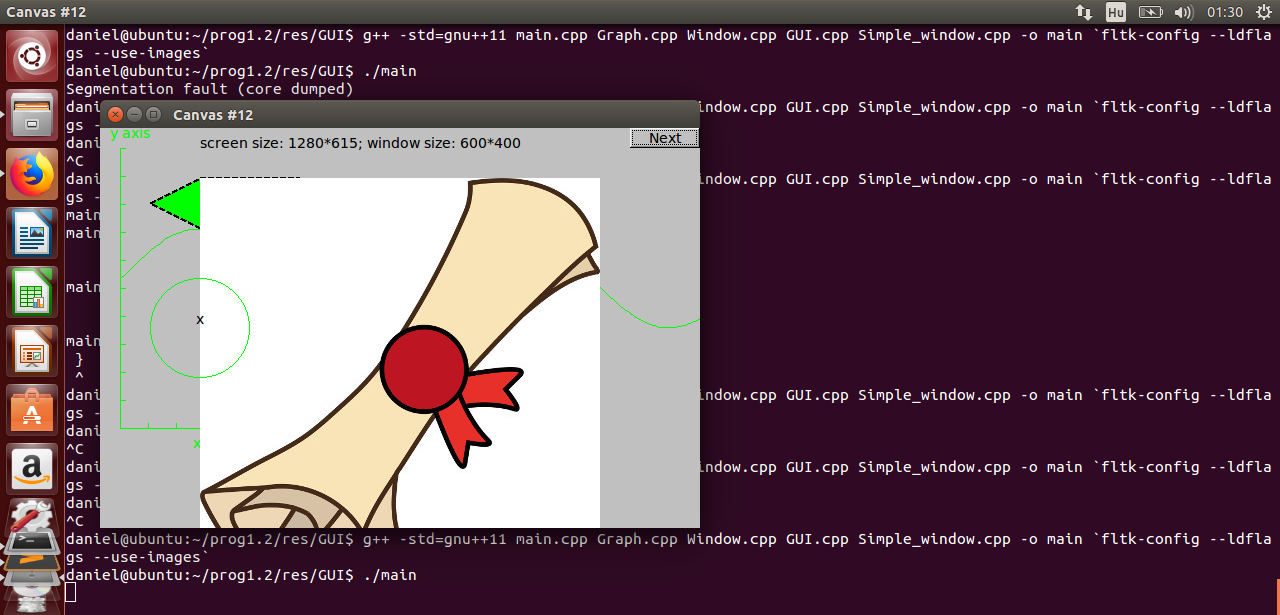 Canvas #12
Hu
01:30
daniel@ubuntu:~/prog1.2/res/GUI$ g++ -std=gnu++11 main.cpp Graph.cpp Window.cpp GUI.cpp Simple_window.cpp -o main `fltk-config --ldfla
gs --use-images`
daniel@ubuntu:~/prog1.2/res/GUI$ ./main
Segmentation fault (core dumped)
dani
indow.cpp GUI.cpp Simple_window.cpp -o main `fltk-config --ldfla
gs -
dani
^C
dani
indow.cpp GUI.cpp Simple_window.cpp -o main `fltk-config --ldfla
gs -
main
main
main
main
}
^
dani
indow.cpp GUI.cpp Simple_window.cpp -o main `fltk-config --ldfla
gs -
dani
^C
dani
indow.cpp GUI.cpp Simple_window.cpp -o main `fltk-config --ldfla
gs -
dani
^C
daniel@ubuntu:~/prog1.2/res/GUI$ g++ -std=gnu++11 main.cpp Graph.cpp Window.cpp GUI.cpp Simple_window.cpp -o main `fltk-config --ldfla
gs --use-images`
daniel@ubuntu:~/prog1.2/res/GUI$ ./main
Canvas #12
y axis
screen size: 1280*615; window size: 600*400
Next
x
x